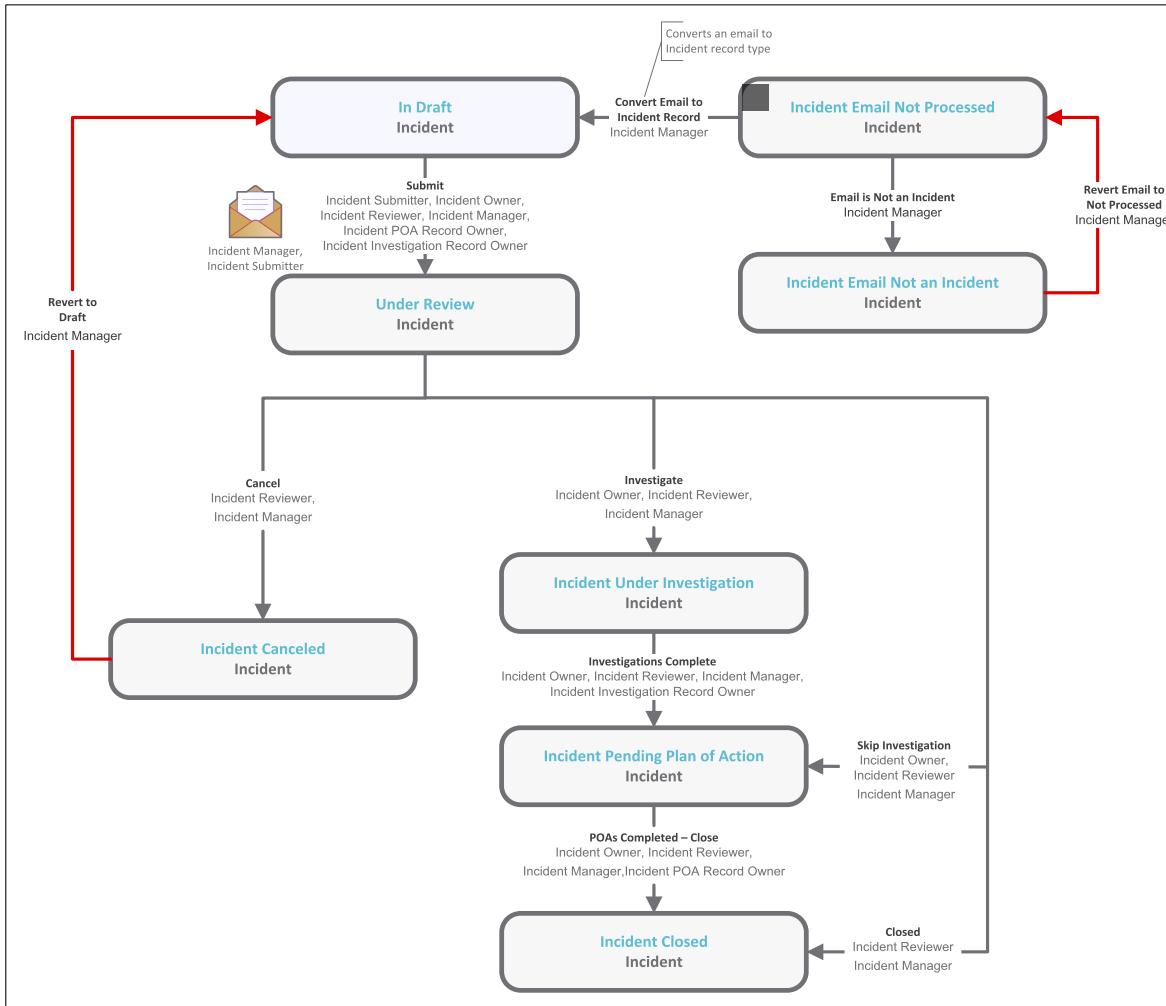 Converts an email to
Incident record type
In Draft
Incident
Convert Email to
Incident Record
Incident Manager
Incident Email Not Processed
Incident
Submit
Incident Submitter, Incident Owner,
Incident Reviewer, Incident Manager,
Incident POA Record Owner,
Incident Investigation Record Owner
Incident Manager,
Incident Submitter
Email is Not an Incident
Incident Manager
Revert Email to
Not Processed
Incident Manage
Incident Email Not an Incident
Incident
Under Review
Incident
Revert to
Draft
Incident Manager
Cancel
Incident Reviewer,
Incident Manager
Investigate
Incident Owner, Incident Reviewer,
Incident Manager
Incident Under Investigation
Incident
Incident Canceled
Incident
Investigations Complete
Incident Owner, Incident Reviewer, Incident Manager,
Incident Investigation Record Owner
Incident Pending Plan of Action
Incident
Skip Investigation
Incident Owner,
Incident Reviewer
Incident Manager
POAs Completed – Close
Incident Owner, Incident Reviewer,
Incident Manager,Incident POA Record Owner
Incident Closed
Incident
Closed
Incident Reviewer
Incident Manager